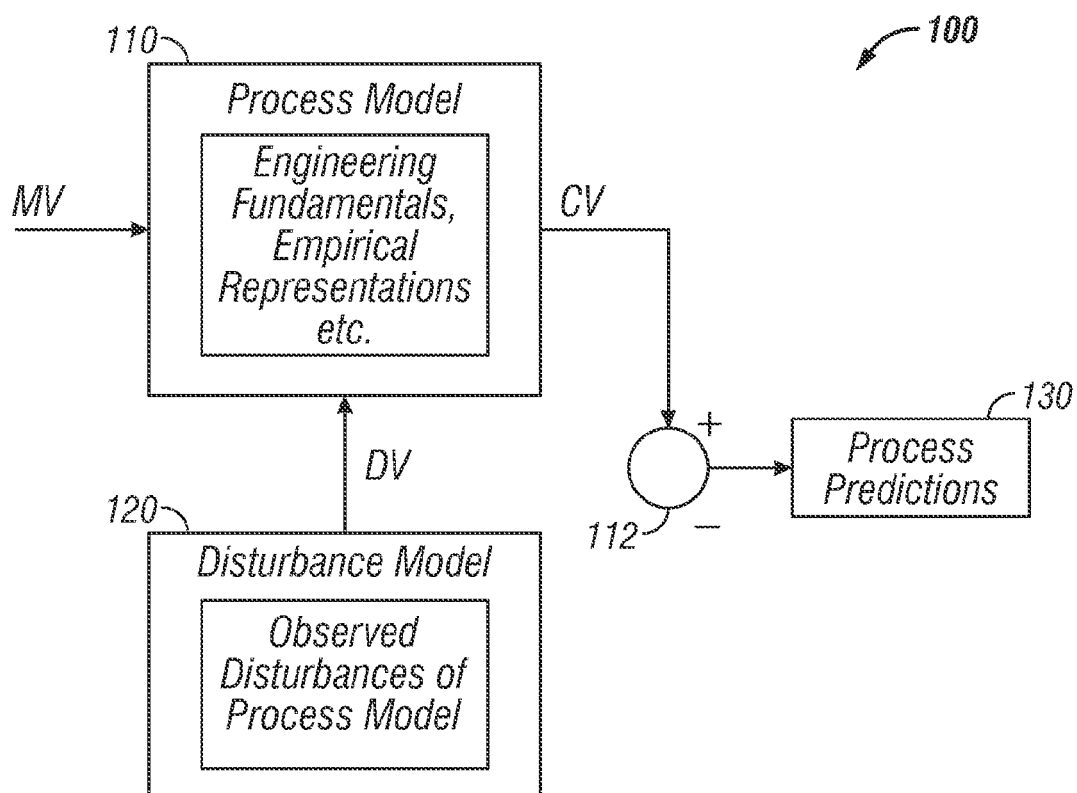 100
110
Process Model
Engineering
Fundamentals,
Empirical
Representations
etc.
MV
CV
DV
120
Disturbance Model
Observed
Disturbances of
Process Model
+
−
112
130
Process
Predictions